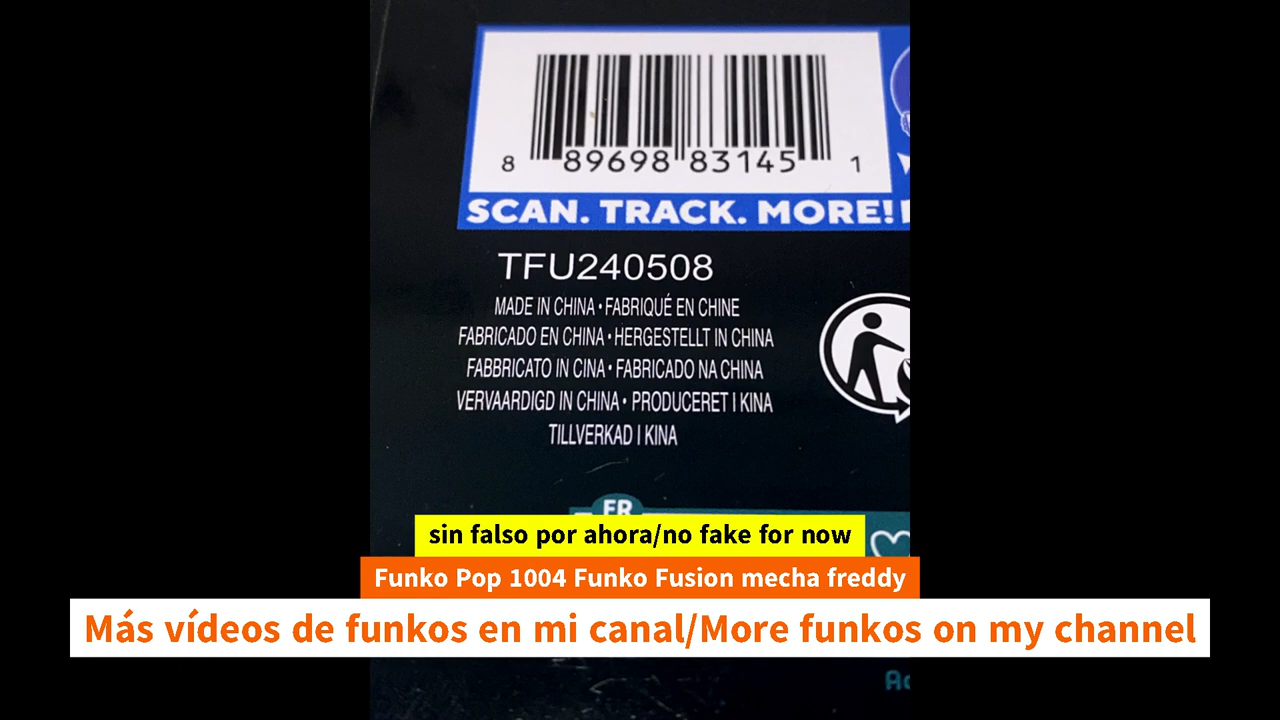 8 89698 83145 1
SCAN. TRACK. MORE!
TFU240508
MADE IN CHINA • FABRIQUÉ EN CHINE
FABRICADO EN CHINA • HERGESTELLT IN CHINA
FABBRICATO IN CINA • FABRICADO NA CHINA
VERVAARDIGD IN CHINA • PRODUCERET I KINA
TILLVERKAD I KINA
FR
sin falso por ahora/no fake for now
Funko Pop 1004 Funko Fusion mecha freddy
Más vídeos de funkos en mi canal/More funkos on my channel